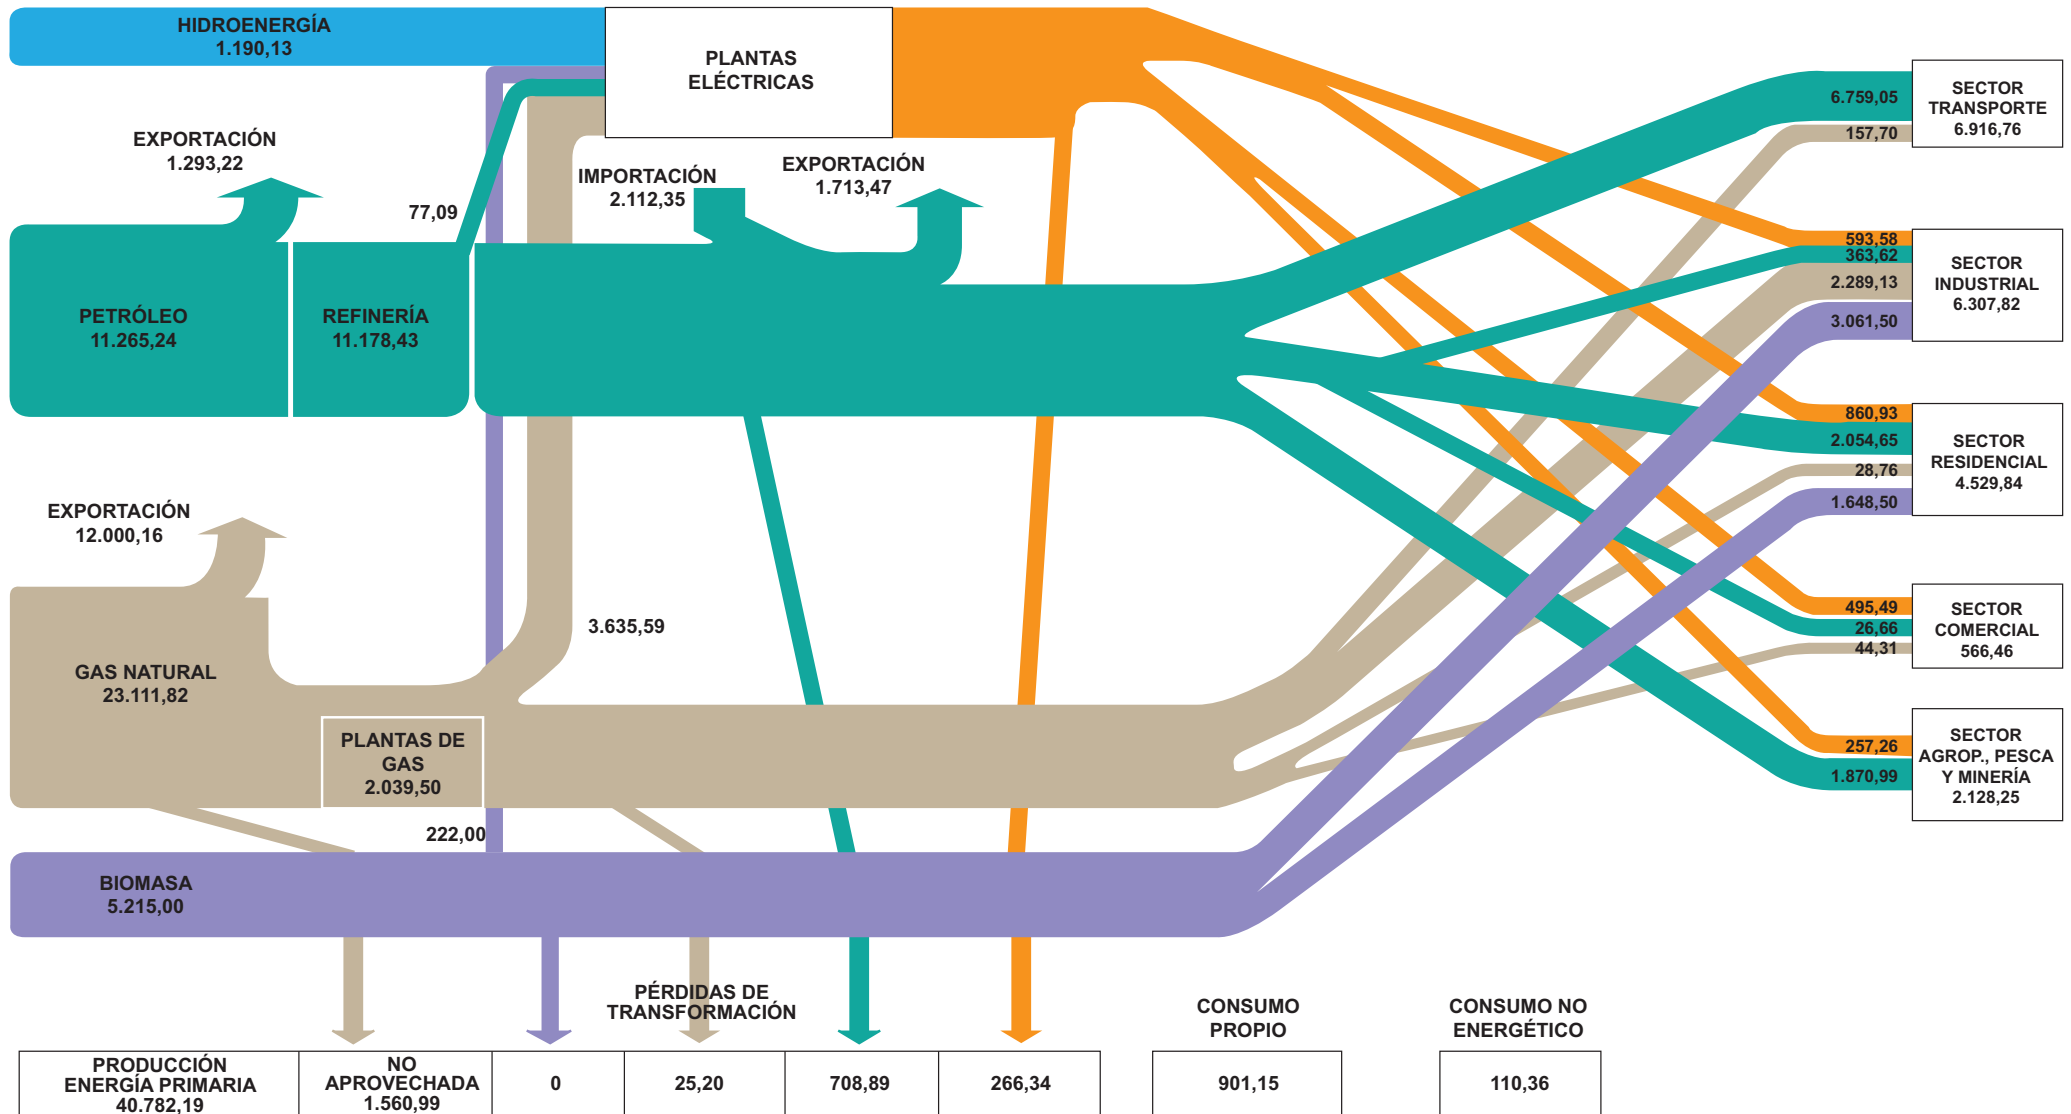 HIDROENERGÍA
1.190,13
PLANTAS
ELÉCTRICAS
EXPORTACIÓN
1.293,22
77,09
IMPORTACIÓN
2.112,35
EXPORTACIÓN
1.713,47
PETRÓLEO
11.265,24
REFINERÍA
11.178,43
EXPORTACIÓN
12.000,16
3.635,59
GAS NATURAL
23.111,82
PLANTAS DE
GAS
2.039,50
222,00
BIOMASA
5.215,00
6.759,05
157,70
SECTOR
TRANSPORTE
6.916,76
593,58
363,62
2.289,13
3.061,50
SECTOR
INDUSTRIAL
6.307,82
860,93
2.054,65
28,76
1.648,50
SECTOR
RESIDENCIAL
4.529,84
495,49
26,66
44,31
SECTOR
COMERCIAL
566,46
257,26
1.870,99
SECTOR
AGROP., PESCA
Y MINERÍA
2.128,25
PÉRDIDAS DE
TRANSFORMACIÓN
CONSUMO
PROPIO
CONSUMO NO
ENERGÉTICO
PRODUCCIÓN
ENERGÍA PRIMARIA
40.782,19
NO
APROVECHADA
1.560,99
0
25,20
708,89
266,34
901,15
110,36